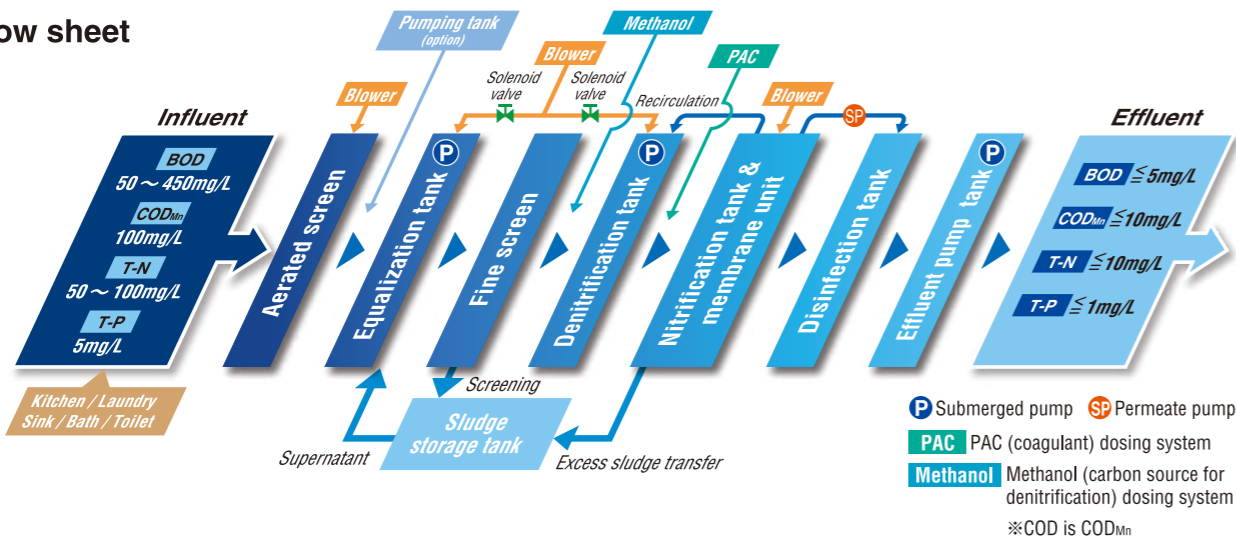 ow sheet
Pumping tank
(option)
Methanol
Blower
PAC
Blower
Solenoid
valve
Solenoid
valve
Recirculation
Blower
SP
Influent
BOD
50 ～ 450mg/L
CODMn
100mg/L
T-N
50 ～ 100mg/L
T-P
5mg/L
Kitchen / Laundry
Sink / Bath / Toilet
Aerated screen
Equalization tank
P
Fine screen
Denitrification tank
P
Nitrification tank &
membrane unit
Disinfection tank
Effluent pump tank
P
Effluent
BOD ≦5mg/L
CODMn ≦10mg/L
T-N ≦10mg/L
T-P ≦1mg/L
Screening
Sludge
storage tank
Supernatant
Excess sludge transfer
P Submerged pump SP Permeate pump
PAC PAC (coagulant) dosing system
Methanol Methanol (carbon source for
denitrification) dosing system
※COD is CODMn